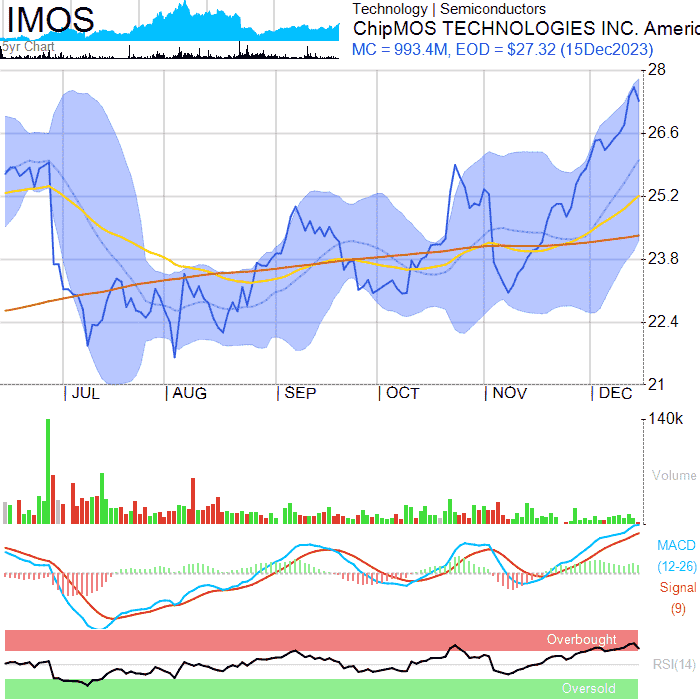 IMOS
5yr Chart
Technology | Semiconductors
ChipMOS TECHNOLOGIES INC. Americ
MC = 993.4M, EOD = $27.32 (15Dec2023)
28
26.6
25.2
23.8
22.4
21
JUL
AUG
SEP
OCT
NOV
DEC
140k
Volume
MACD
(12-26)
Signal
(9)
Overbought
RSI(14)
Oversold